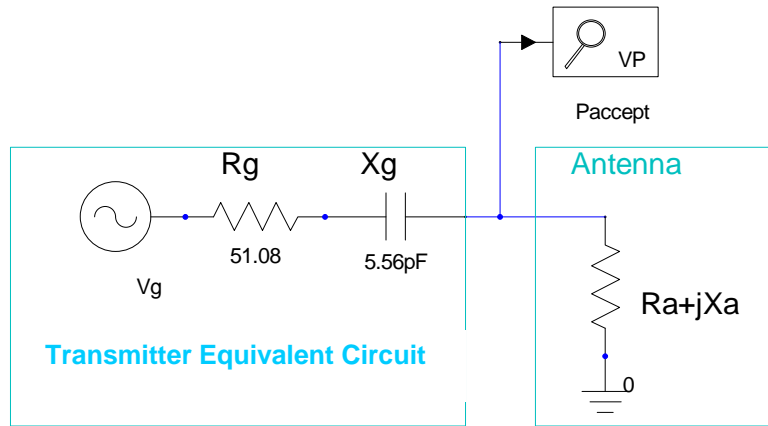 VP
Paccept
Rg
Xg
Antenna
51.08
5.56pF
Vg
Ra+jXa
Transmitter Equivalent Circuit
0